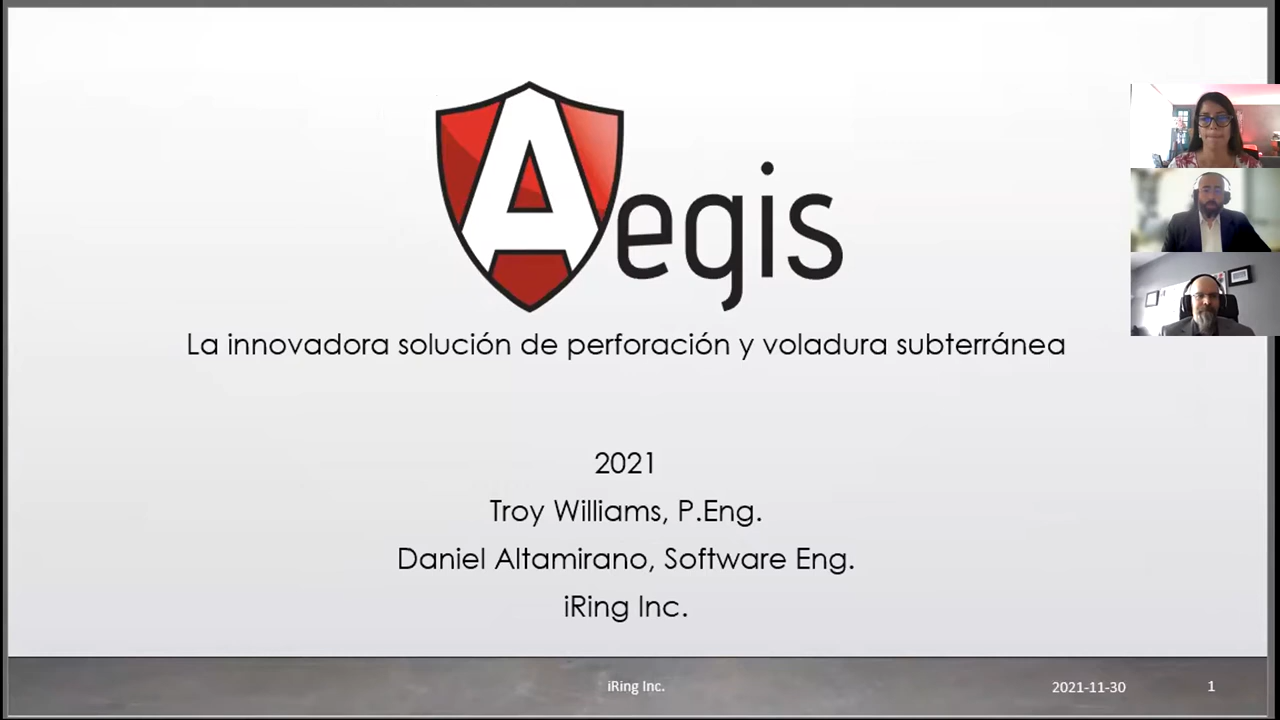 Aegis
La innovadora solución de perforación y voladura subterránea
2021
Troy Williams, P.Eng.
Daniel Altamirano, Software Eng.
iRing Inc.
iRing Inc.
2021-11-30
1